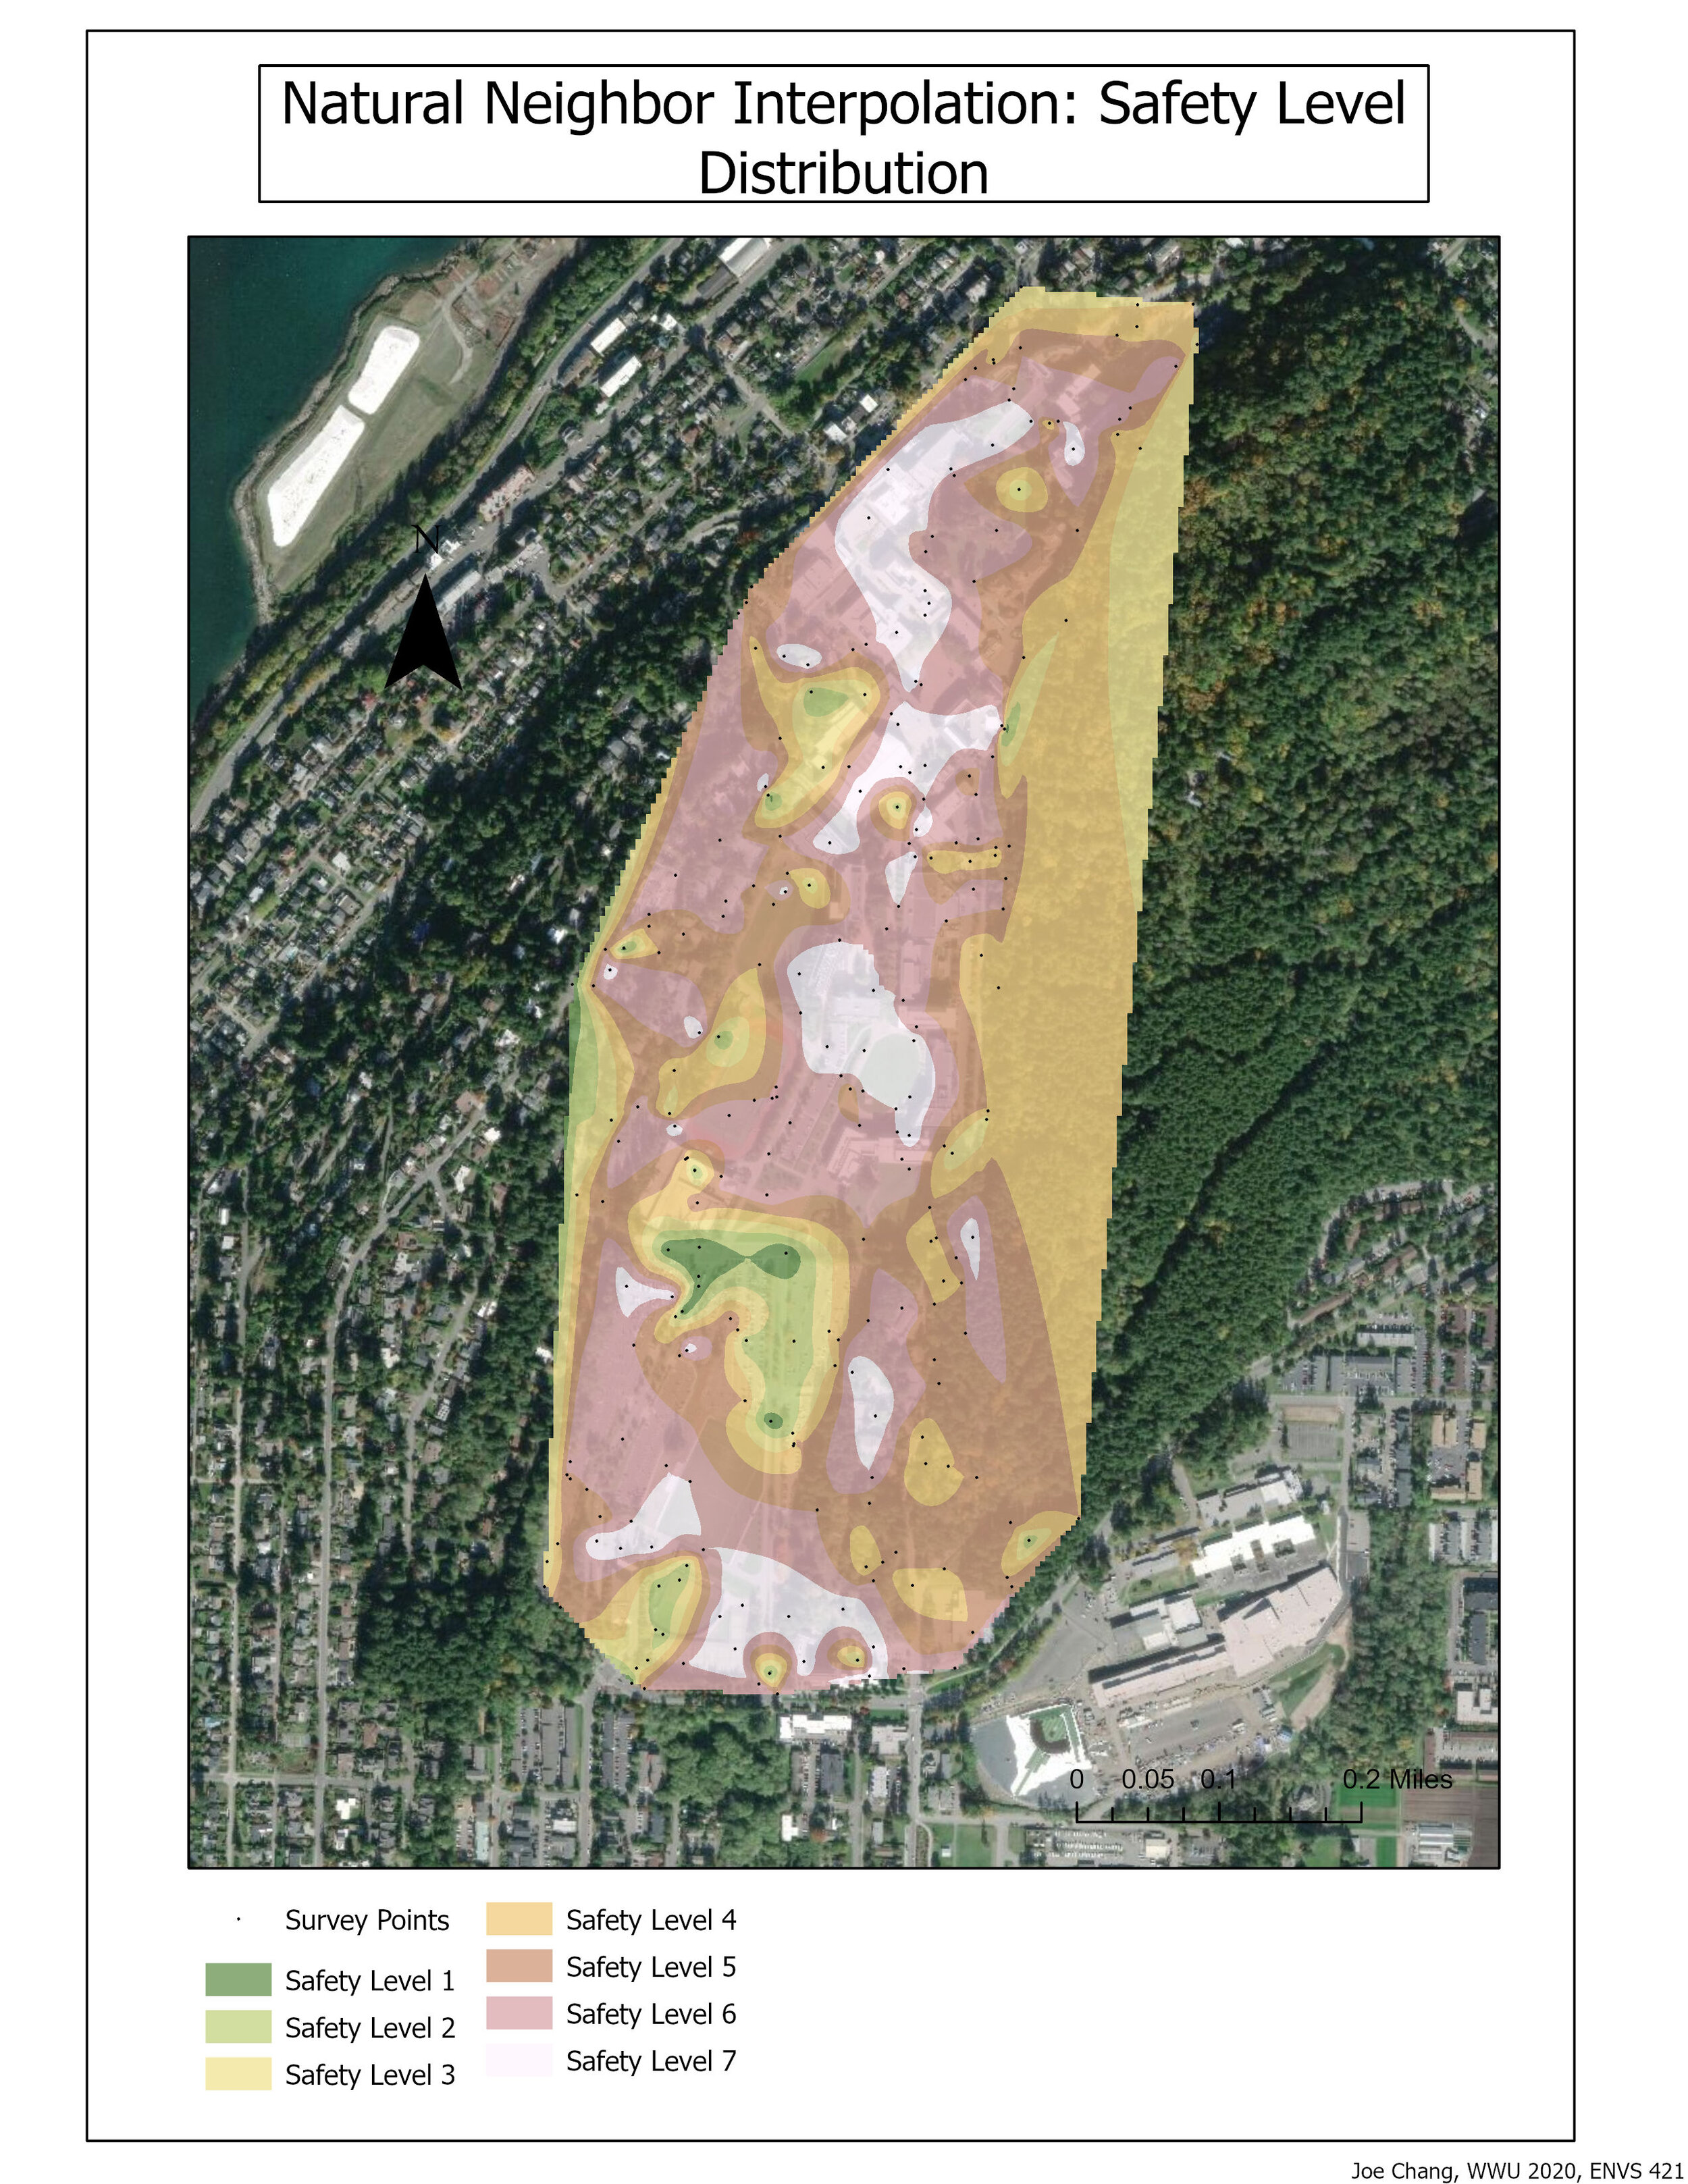 Natural Neighbor Interpolation: Safety Level
Distribution
N
0 0.05 0.1 0.2 Miles
Survey Points
Safety Level 1
Safety Level 2
Safety Level 3
Safety Level 4
Safety Level 5
Safety Level 6
Safety Level 7
Joe Chang, WWU 2020, ENVS 421